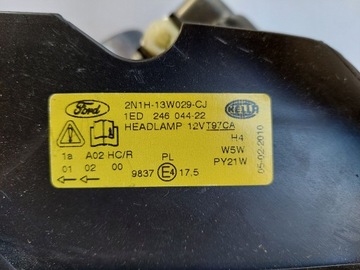 Ford 2N1H-13W029-CJ HELLA
1ED 246 044-22
HEADLAMP 12V T97CA
H4
1a A02 HC/R PL W5W
01 02 00 PY21W
9837 E4 17,5
05-02-2010